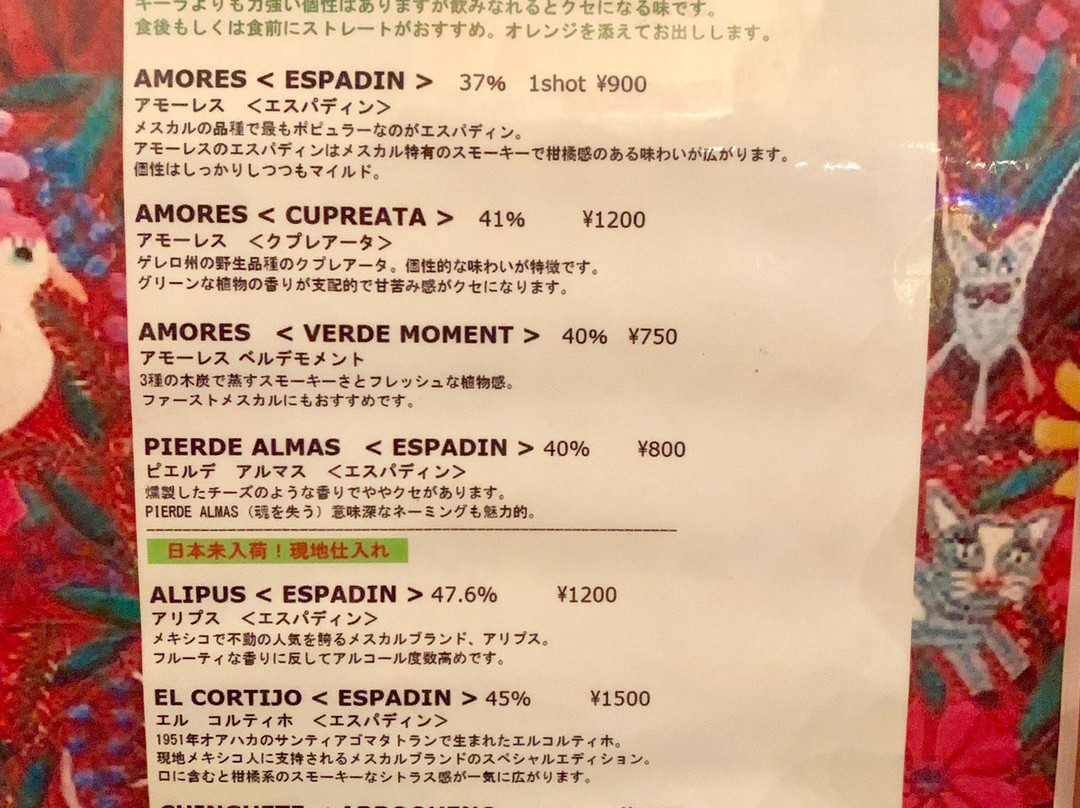 キーラよりも力強い個性はありますが飲みなれるとクセになる味です。
食後もしくは食前にストレートがおすすめ。オレンジを添えてお出しします。
AMORES < ESPADIN > 37% 1shot ¥900
アモーレス <エスパディン>
メスカルの品種で最もポピュラーなのがエスパディン。
アモーレスのエスパディンはメスカル特有のスモーキーで柑橘感のある味わいが広がります。
個性はしっかりしつつもマイルド。
AMORES < CUPREATA > 41% ¥1200
アモーレス <クプレアータ>
ゲレロ州の野生品種のクプレアータ。個性的な味わいが特徴です。
グリーンな植物の香りが支配的で甘苦み感がクセになります。
AMORES < VERDE MOMENT > 40% ¥750
アモーレス ベルデモメント
3種の木炭で蒸すスモーキーさとフレッシュな植物感。
ファーストメスカルにもおすすめです。
PIERDE ALMAS < ESPADIN > 40% ¥800
ピエルデ アルマス <エスパディン>
燻製したチーズのような香りでややクセがあります。
PIERDE ALMAS（魂を失う）意味深なネーミングも魅力的。
日本未入荷！現地仕入れ
ALIPUS < ESPADIN > 47.6% ¥1200
アリプス <エスパディン>
メキシコで不動の人気を誇るメスカルブランド、アリプス。
フルーティな香りに反してアルコール度数高めです。
EL CORTIJO < ESPADIN > 45% ¥1500
エル コルティホ <エスパディン>
1951年オアハカのサンティアゴマタトランで生まれたエルコルティホ。
現地メキシコ人に支持されるメスカルブランドのスペシャルエディション。
口に含むと柑橘系のスモーキーなシトラス感が一気に広がります。